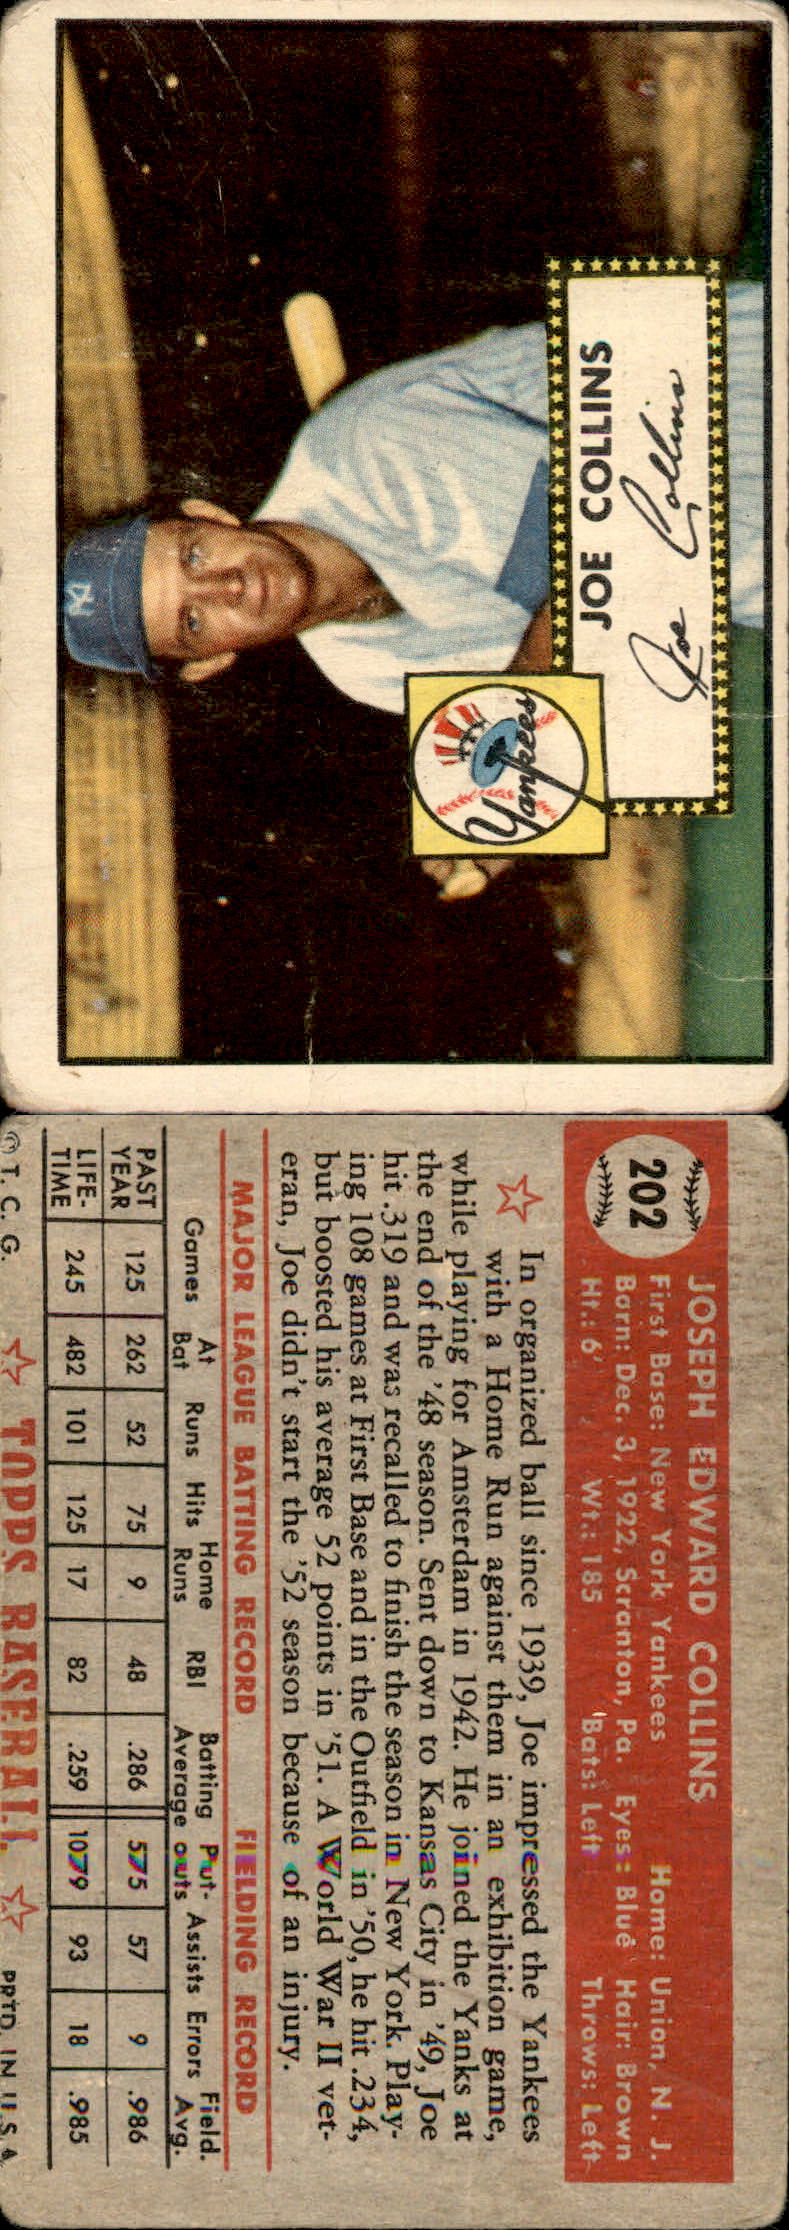 JOE COLLINS
Joe Collins
Yankees
NY
202
JOSEPH EDWARD COLLINS
First Base: New York Yankees Home: Union, N. J.
Born: Dec. 3, 1922, Scranton, Pa. Eyes: Blue Hair: Brown
Ht.: 6' Wt.: 185 Bats: Left Throws: Left
In organized ball since 1939, Joe impressed the Yankees
with a Home Run against them in an exhibition game,
while playing for Amsterdam in 1942. He joined the Yanks at
the end of the '48 season. Sent down to Kansas City in '49, Joe
hit .319 and was recalled to finish the season in New York. Play-
ing 108 games at First Base and in the Outfield in '50, he hit .234,
but boosted his average 52 points in '51. A World War II vet-
eran, Joe didn't start the '52 season because of an injury.
MAJOR LEAGUE BATTING RECORD FIELDING RECORD
Games At Bat Runs Hits Home Runs RBI Batting Average Put-outs Assists Errors Field. Avg.
PAST YEAR 125 262 52 75 9 48 .286 575 57 9 .986
LIFE-TIME 245 482 101 125 17 82 .259 1079 93 18 .985
© T. C. G. TOPPS BASEBALL PRTD. IN U.S.A.